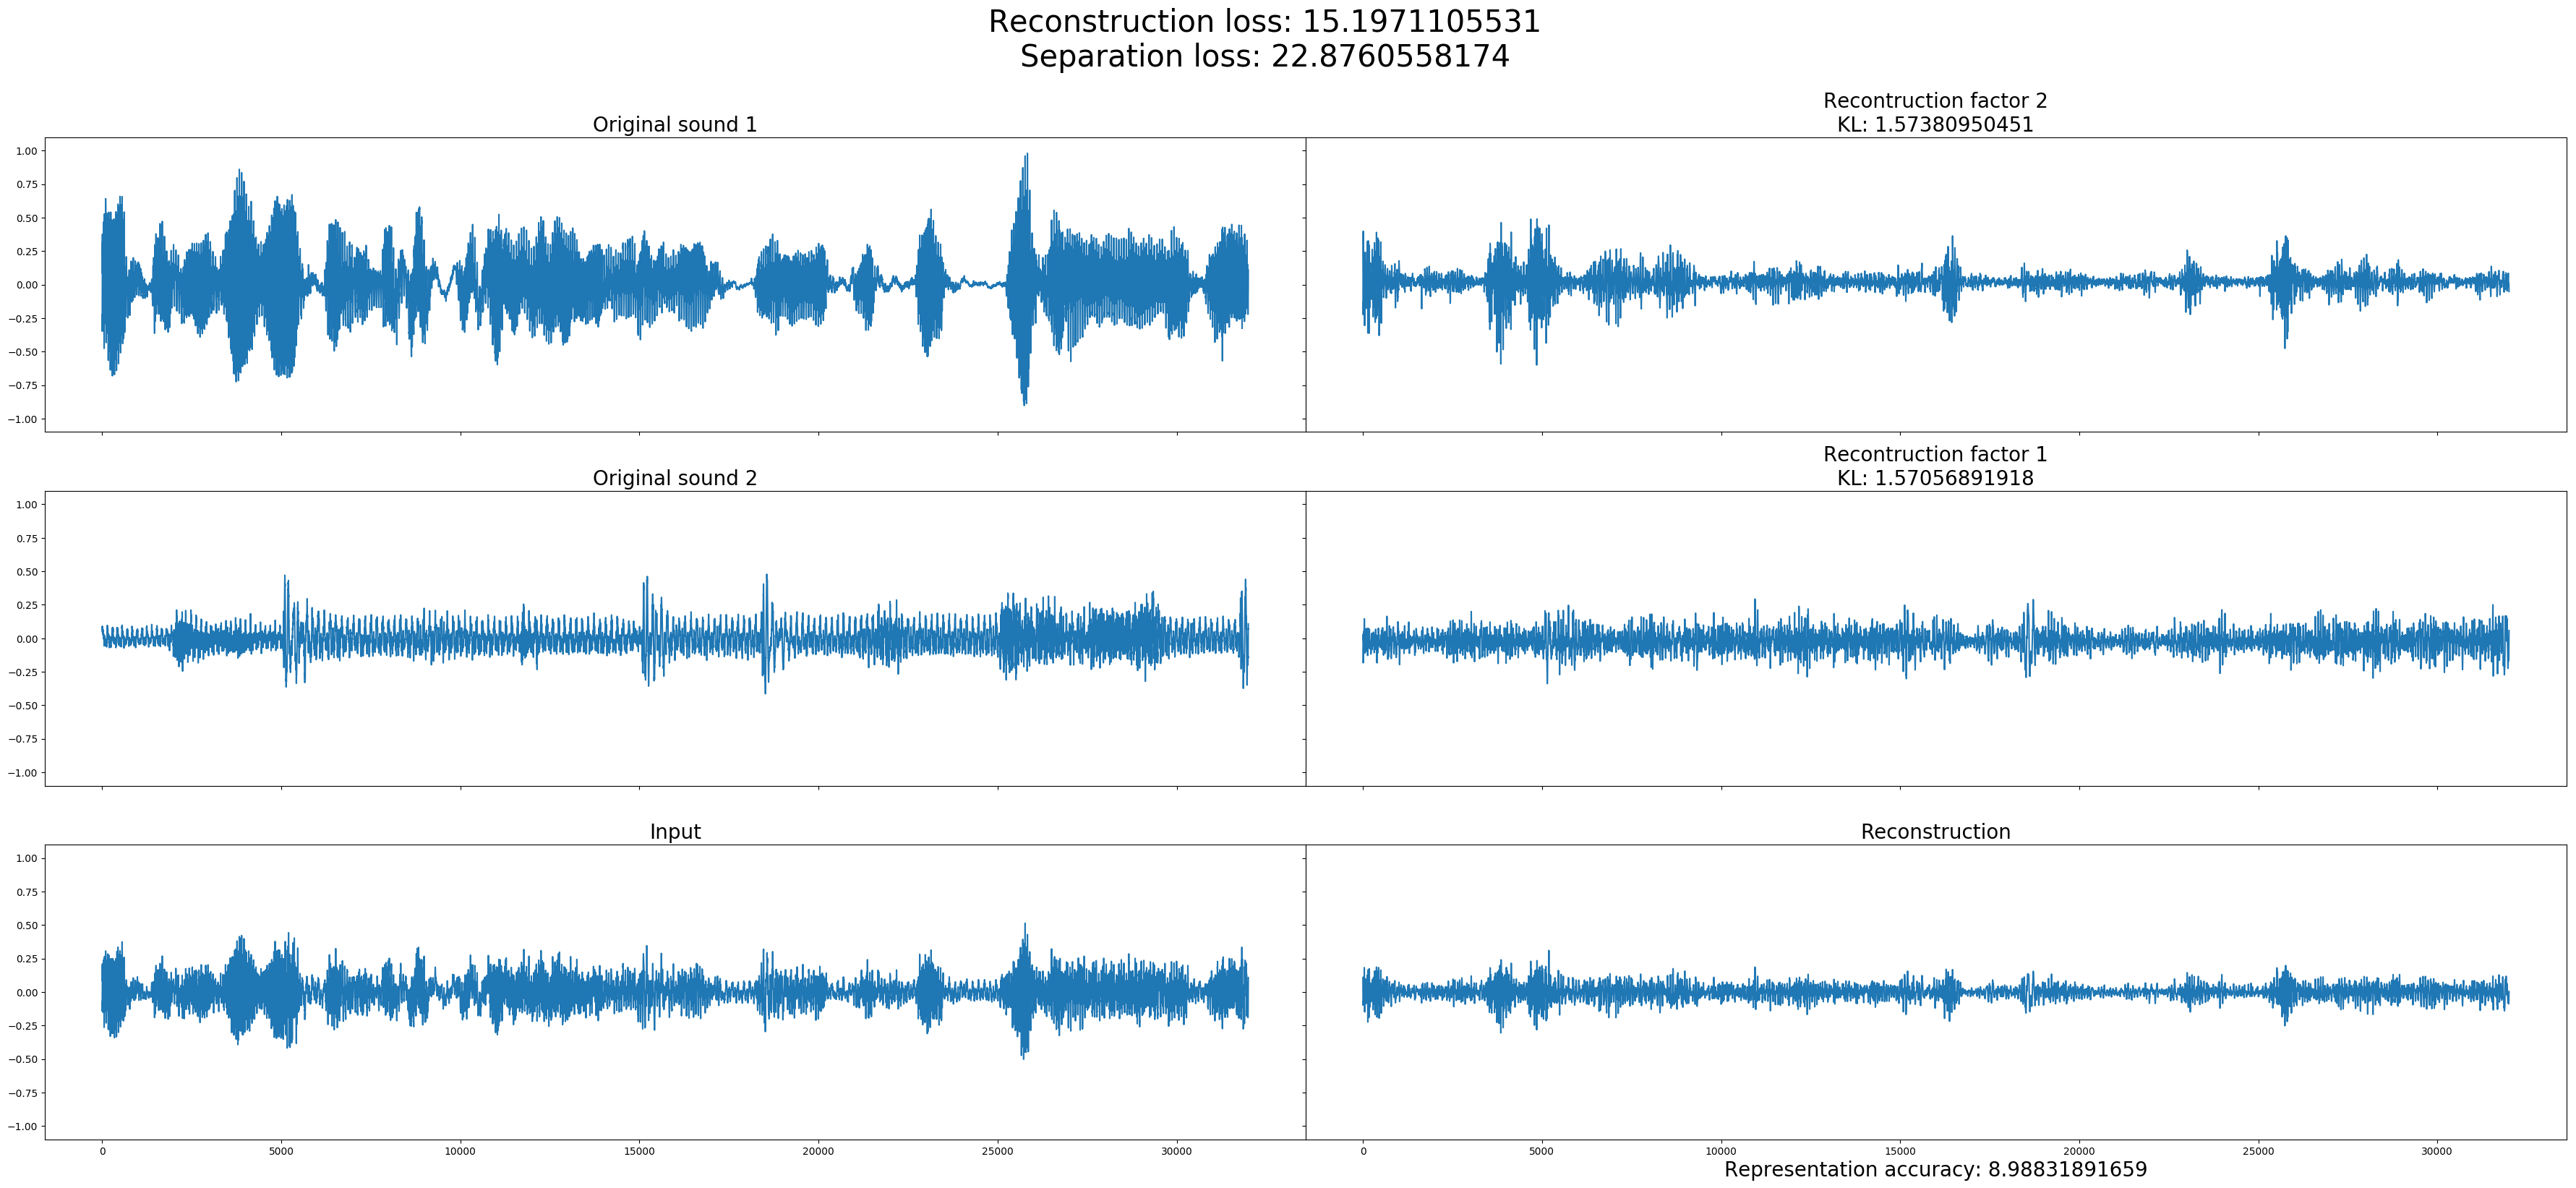 Reconstruction loss: 15.1971105531
Separation loss: 22.8760558174
Original sound 1
Recontruction factor 2
KL: 1.57380950451
1.00
0.75
0.50
0.25
0.00
−0.25
−0.50
−0.75
−1.00
Original sound 2
Recontruction factor 1
KL: 1.57056891918
1.00
0.75
0.50
0.25
0.00
−0.25
−0.50
−0.75
−1.00
Input
Reconstruction
1.00
0.75
0.50
0.25
0.00
−0.25
−0.50
−0.75
−1.00
0 5000 10000 15000 20000 25000 30000
0 5000 10000 15000 20000 25000 30000
Representation accuracy: 8.98831891659